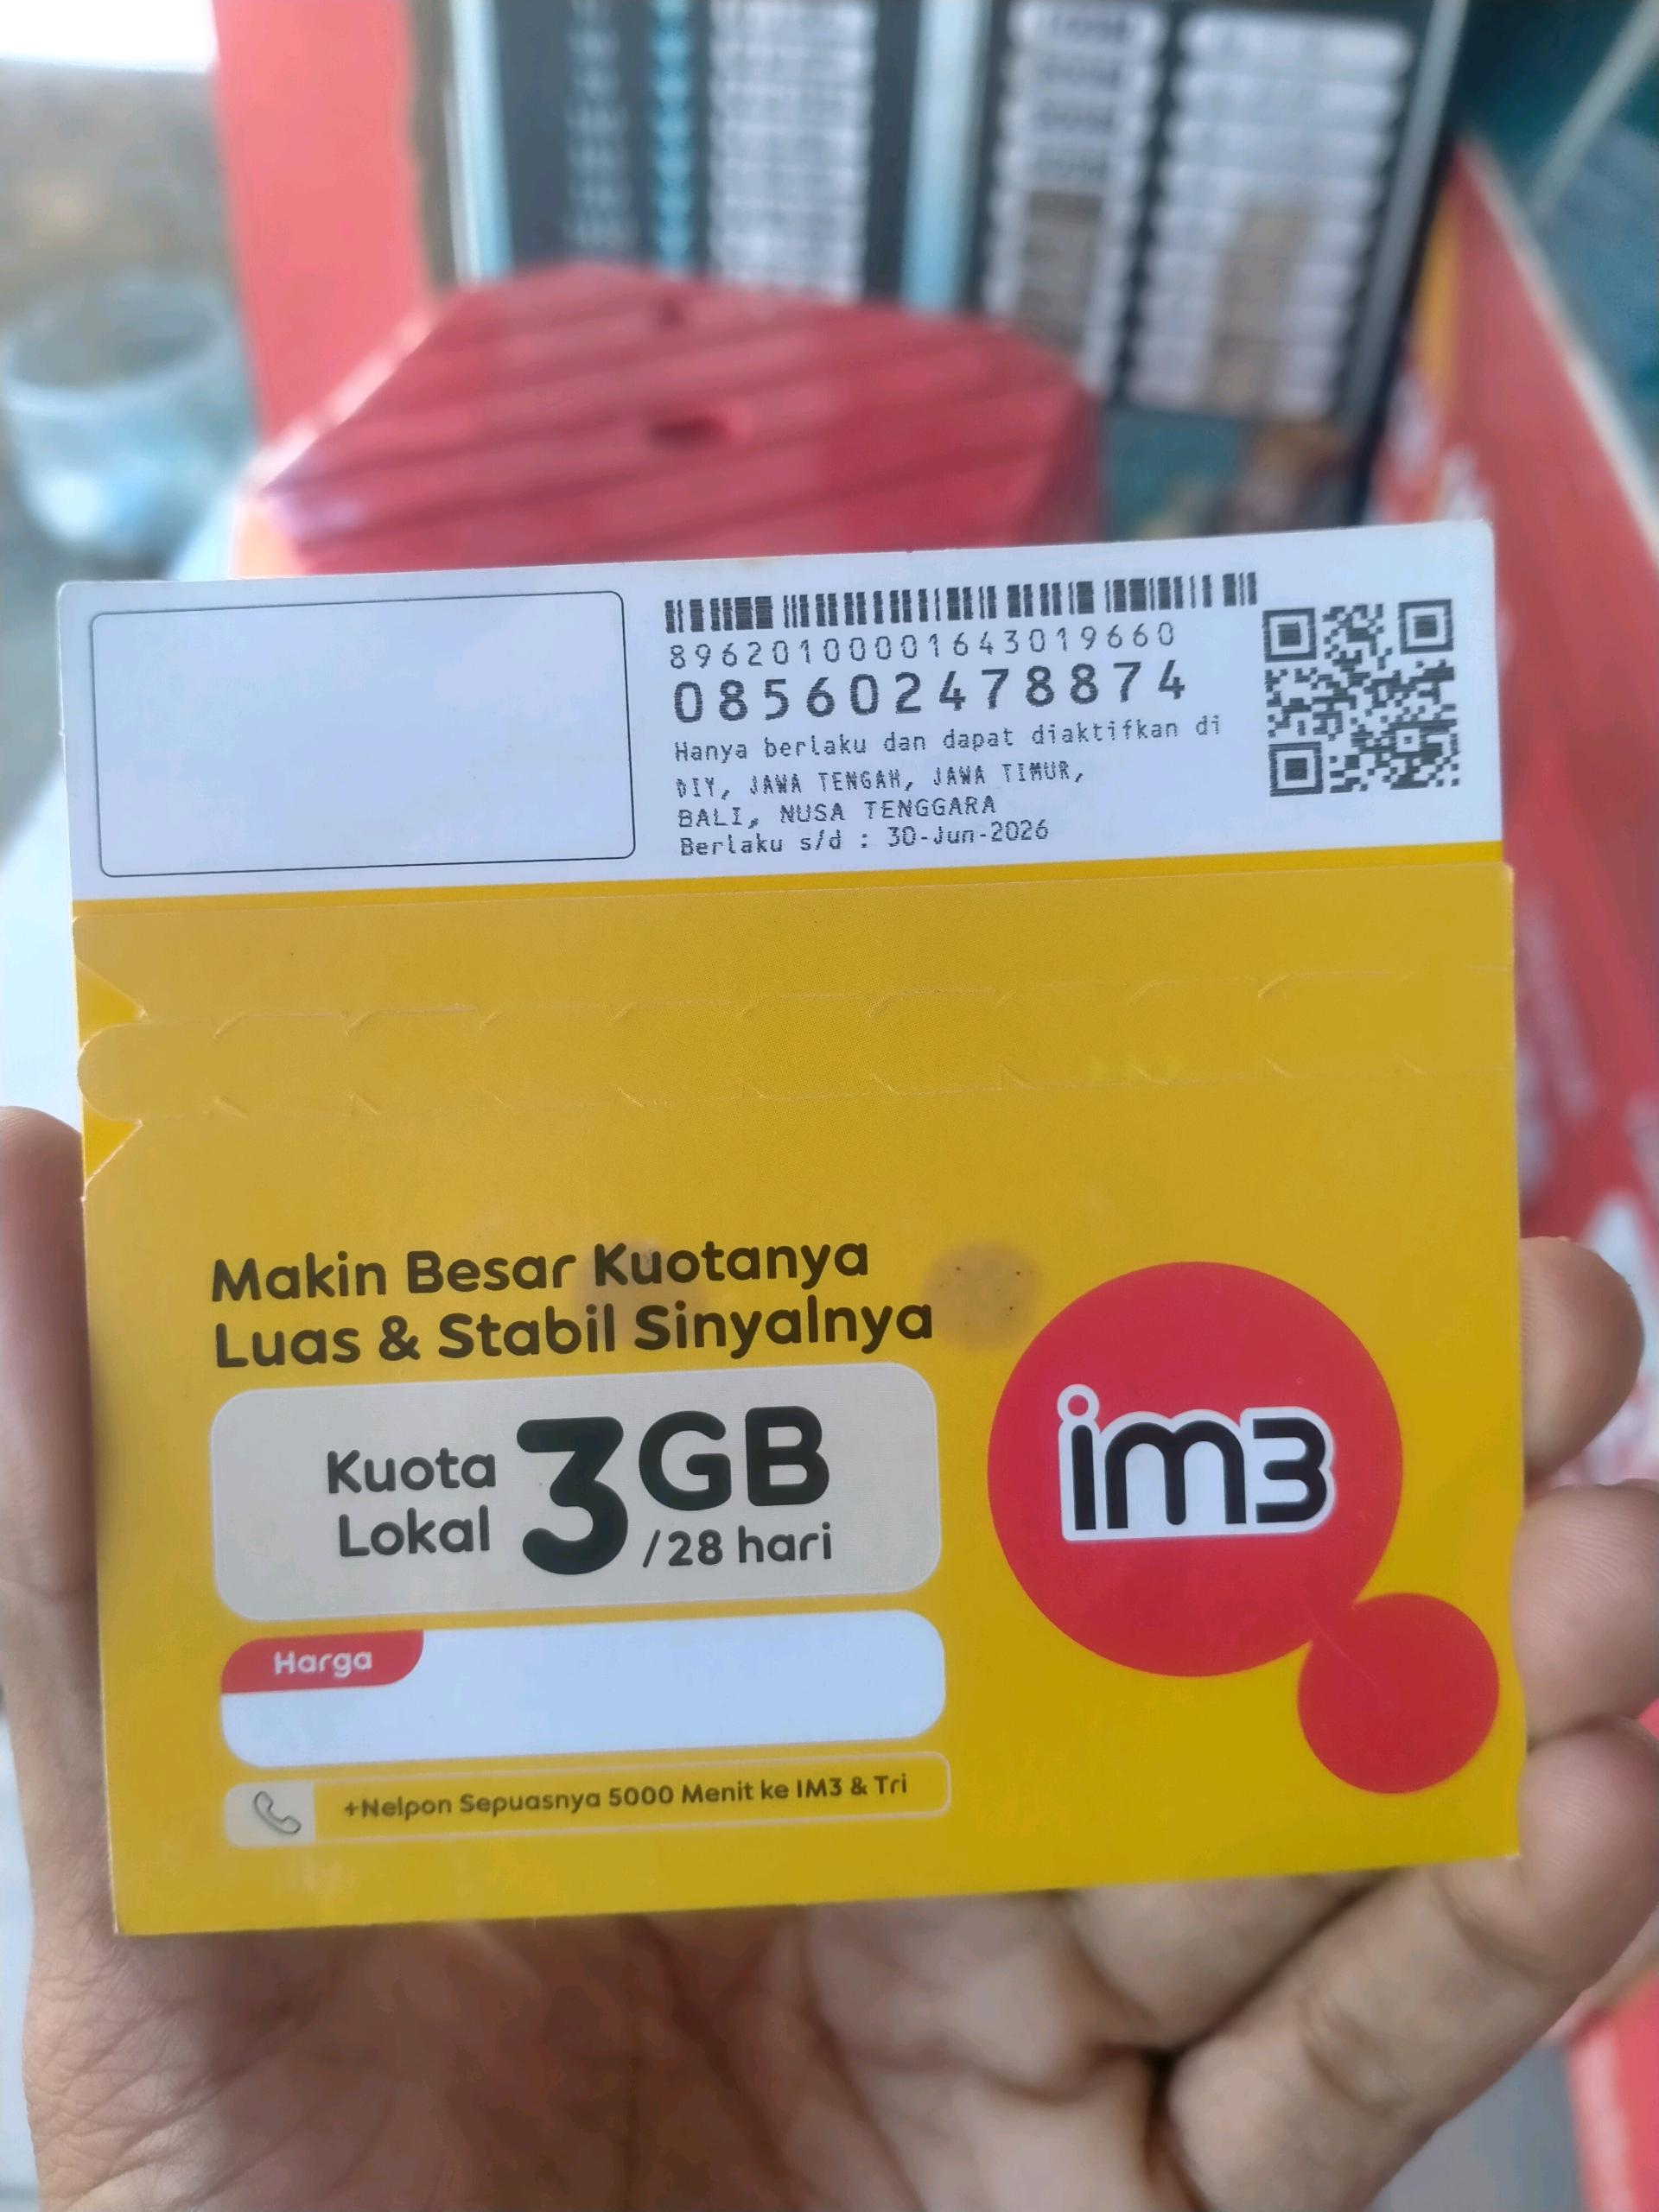 89620100001643019660
085602478874
Hanya berlaku dan dapat diaktifkan di
DIY, JAWA TENGAH, JAWA TIMUR,
BALI, NUSA TENGGARA
Berlaku s/d : 30-Jun-2026
Makin Besar Kuotanya
Luas & Stabil Sinyalnya
Kuota
Lokal
3GB
/28 hari
im3
Harga
+Nelpon Sepuasnya 5000 Menit ke IM3 & Tri